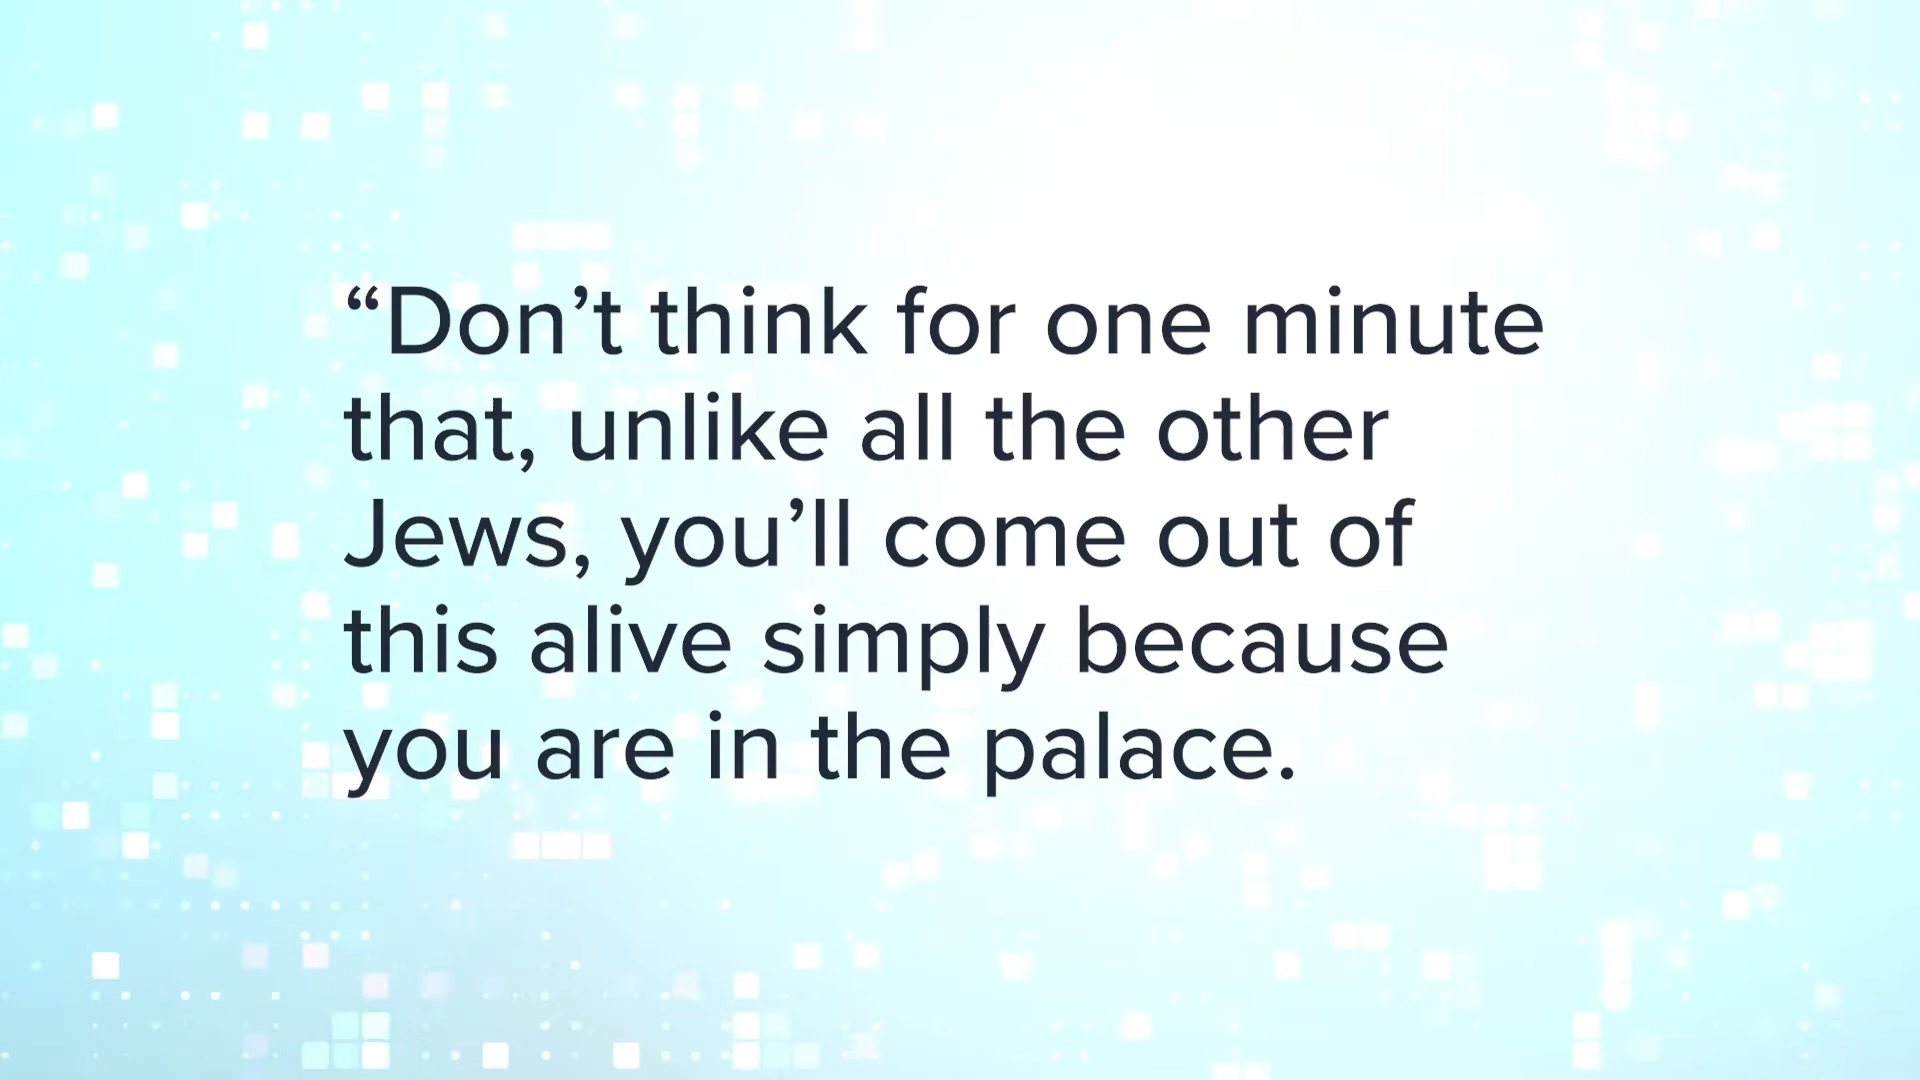 “Don’t think for one minute
that, unlike all the other
Jews, you’ll come out of
this alive simply because
you are in the palace.